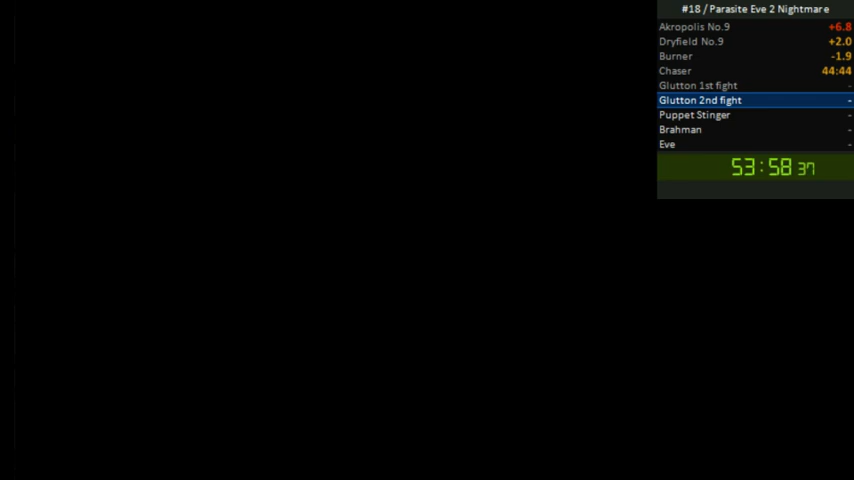 #18 / Parasite Eve 2 Nightmare
Akropolis No.9 +6.8
Dryfield No.9 +2.0
Burner -1.9
Chaser 44:44
Glutton 1st fight -
Glutton 2nd fight -
Puppet Stinger -
Brahman -
Eve -
53:58 37